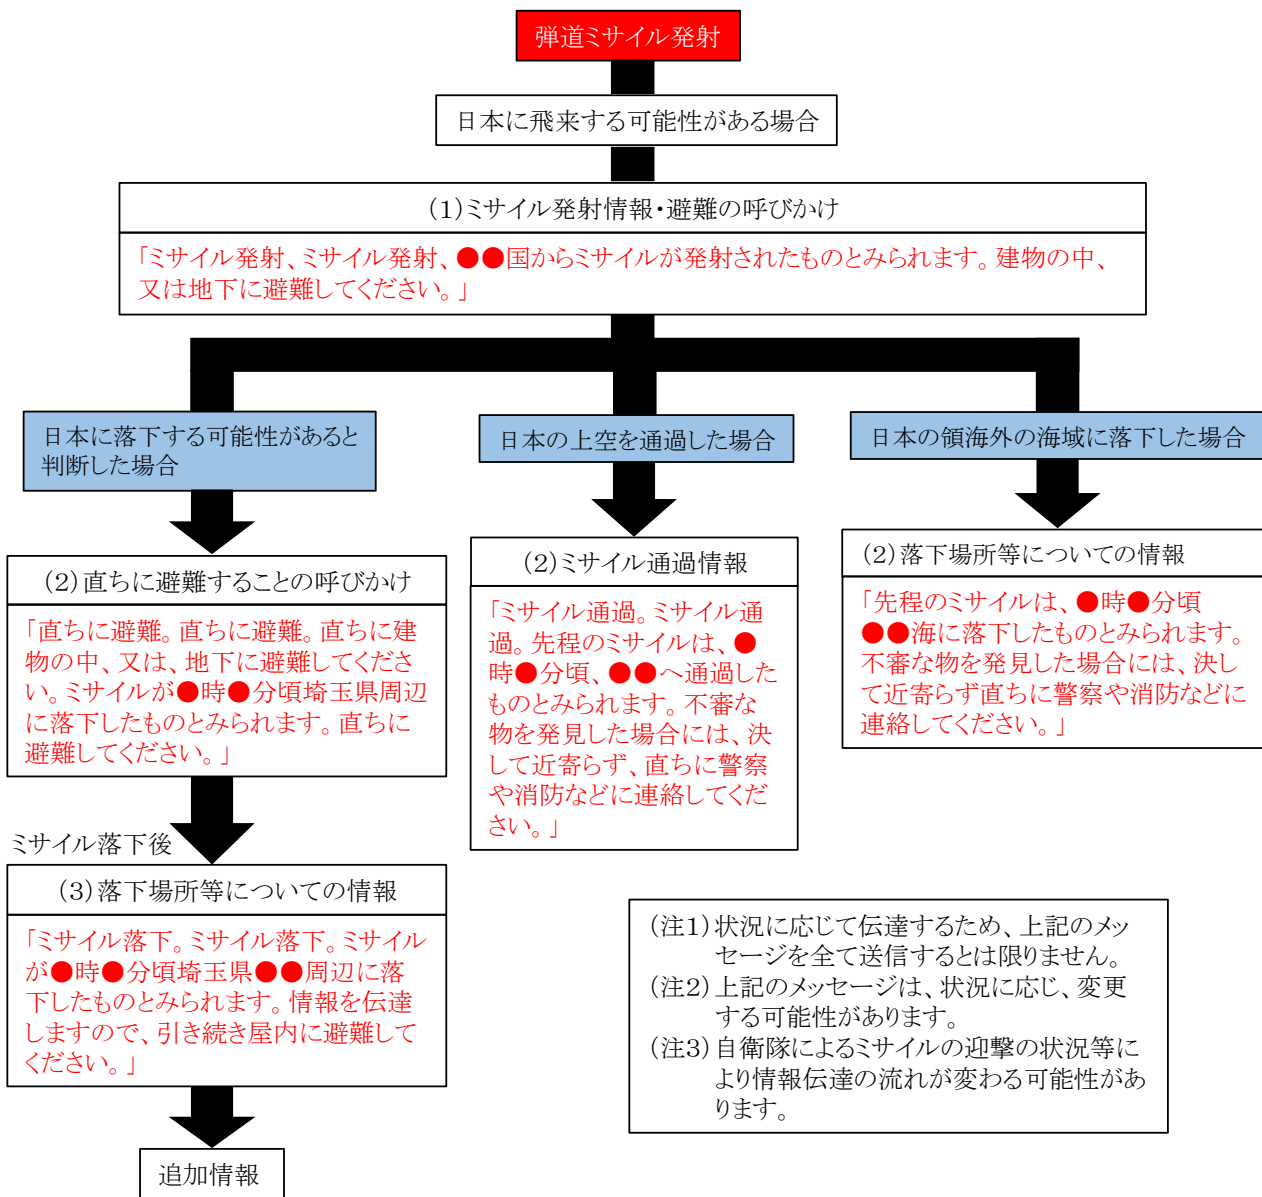 弾道ミサイル発射
日本に飛来する可能性がある場合
(1)ミサイル発射情報・避難の呼びかけ
「ミサイル発射、ミサイル発射、●●国からミサイルが発射されたものとみられます。建物の中、
又は地下に避難してください。」
日本に落下する可能性があると
判断した場合
(2)直ちに避難することの呼びかけ
「直ちに避難。直ちに避難。直ちに建
物の中、又は、地下に避難してくださ
い。ミサイルが●時●分頃埼玉県周辺
に落下したものとみられます。直ちに
避難してください。」
ミサイル落下後
(3)落下場所等についての情報
「ミサイル落下。ミサイル落下。ミサイル
が●時●分頃埼玉県●●周辺に落
下したものとみられます。情報を伝達
しますので、引き続き屋内に避難して
ください。」
追加情報
日本の上空を通過した場合
(2)ミサイル通過情報
「ミサイル通過。ミサイル通
過。先程のミサイルは、●
時●分頃、●●へ通過した
ものとみられます。不審な
物を発見した場合には、決
して近寄らず、直ちに警察
や消防などに連絡してくだ
さい。」
日本の領海外の海域に落下した場合
(2)落下場所等についての情報
「先程のミサイルは、●時●分頃
●●海に落下したものとみられます。
不審な物を発見した場合には、決し
て近寄らず直ちに警察や消防などに
連絡してください。」
(注1)状況に応じて伝達するため、上記のメッ
セージを全て送信するとは限りません。
(注2)上記のメッセージは、状況に応じ、変更
する可能性があります。
(注3)自衛隊によるミサイルの迎撃の状況等に
より情報伝達の流れが変わる可能性があ
ります。